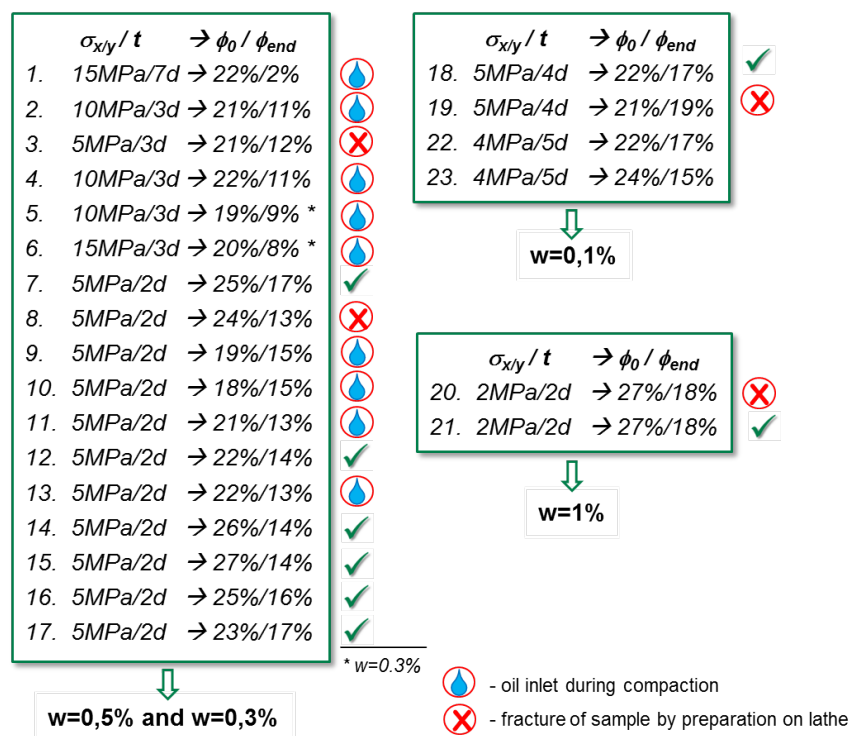 σx/y / t → ϕ0 / ϕend
1. 15MPa/7d → 22%/2%
2. 10MPa/3d → 21%/11%
3. 5MPa/3d → 21%/12%
4. 10MPa/3d → 22%/11%
5. 10MPa/3d → 19%/9% *
6. 15MPa/3d → 20%/8% *
7. 5MPa/2d → 25%/17%
8. 5MPa/2d → 24%/13%
9. 5MPa/2d → 19%/15%
10. 5MPa/2d → 18%/15%
11. 5MPa/2d → 21%/13%
12. 5MPa/2d → 22%/14%
13. 5MPa/2d → 22%/13%
14. 5MPa/2d → 26%/14%
15. 5MPa/2d → 27%/14%
16. 5MPa/2d → 25%/16%
17. 5MPa/2d → 23%/17%
* w=0.3%
w=0,5% and w=0,3%
σx/y / t → ϕ0 / ϕend
18. 5MPa/4d → 22%/17%
19. 5MPa/4d → 21%/19%
22. 4MPa/5d → 22%/17%
23. 4MPa/5d → 24%/15%
w=0,1%
σx/y / t → ϕ0 / ϕend
20. 2MPa/2d → 27%/18%
21. 2MPa/2d → 27%/18%
w=1%
- oil inlet during compaction
- fracture of sample by preparation on lathe